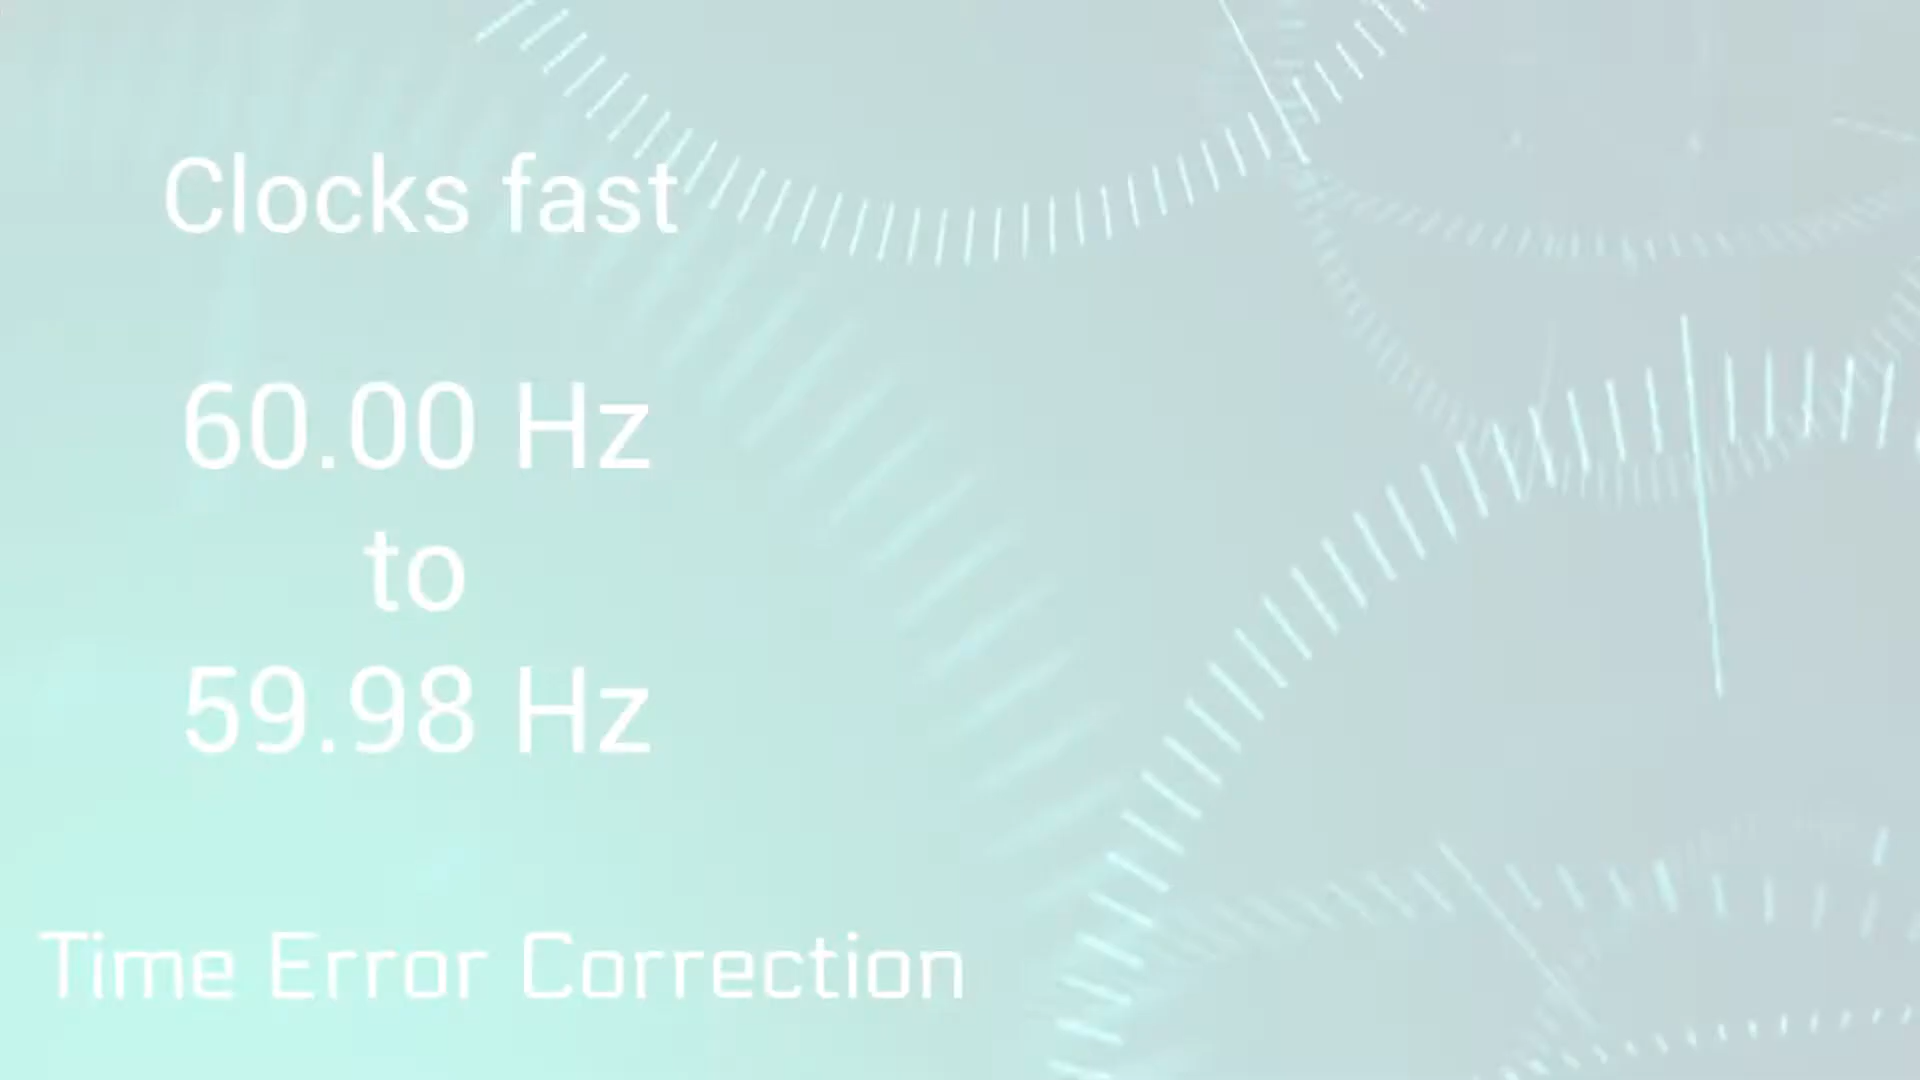 Clocks fast
60.00 Hz
to
59.98 Hz
Time Error Correction